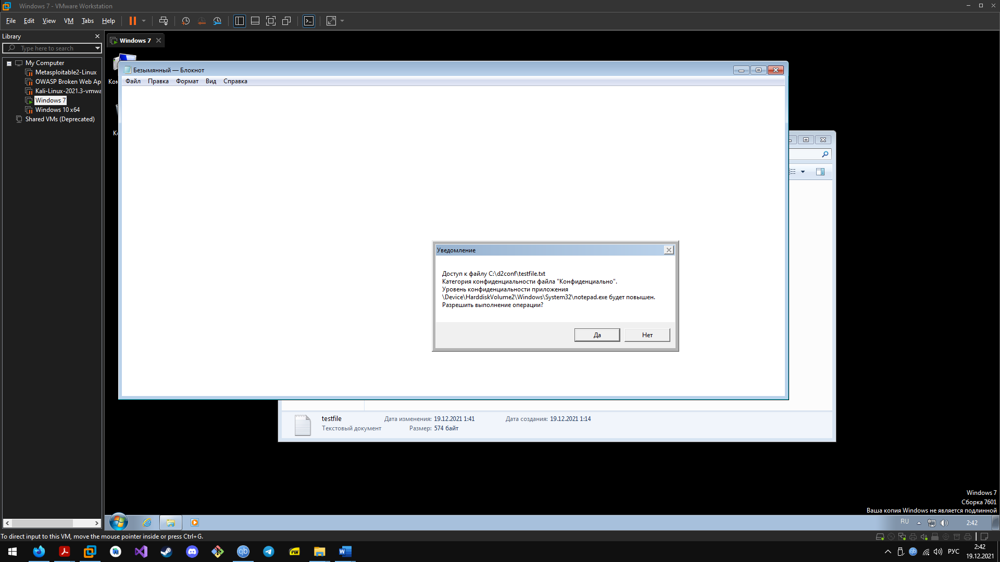 Windows 7 - VMware Workstation
File Edit View VM Tabs Help
Library
Type here to search
My Computer
Metasploitable2-Linux
OWASP Broken Web Ap
Kali-Linux-2021.3-vmwa
Windows 7
Windows 10 x64
Shared VMs (Deprecated)
Windows 7
Безымянный — Блокнот
Файл Правка Формат Вид Справка
Уведомление
Доступ к файлу C:\d2conf\testfile.txt
Категория конфиденциальности файла "Конфиденциально".
Уровень конфиденциальности приложения
\Device\HarddiskVolume2\Windows\System32\notepad.exe будет повышен.
Разрешить выполнение операции?
Да Нет
testfile Дата изменения: 19.12.2021 1:41 Дата создания: 19.12.2021 1:14
Текстовый документ Размер: 574 байт
Windows 7
Сборка 7601
Ваша копия Windows не является подлинной
RU 2:42
To direct input to this VM, move the mouse pointer inside or press Ctrl+G.
РУС 2:42
19.12.2021